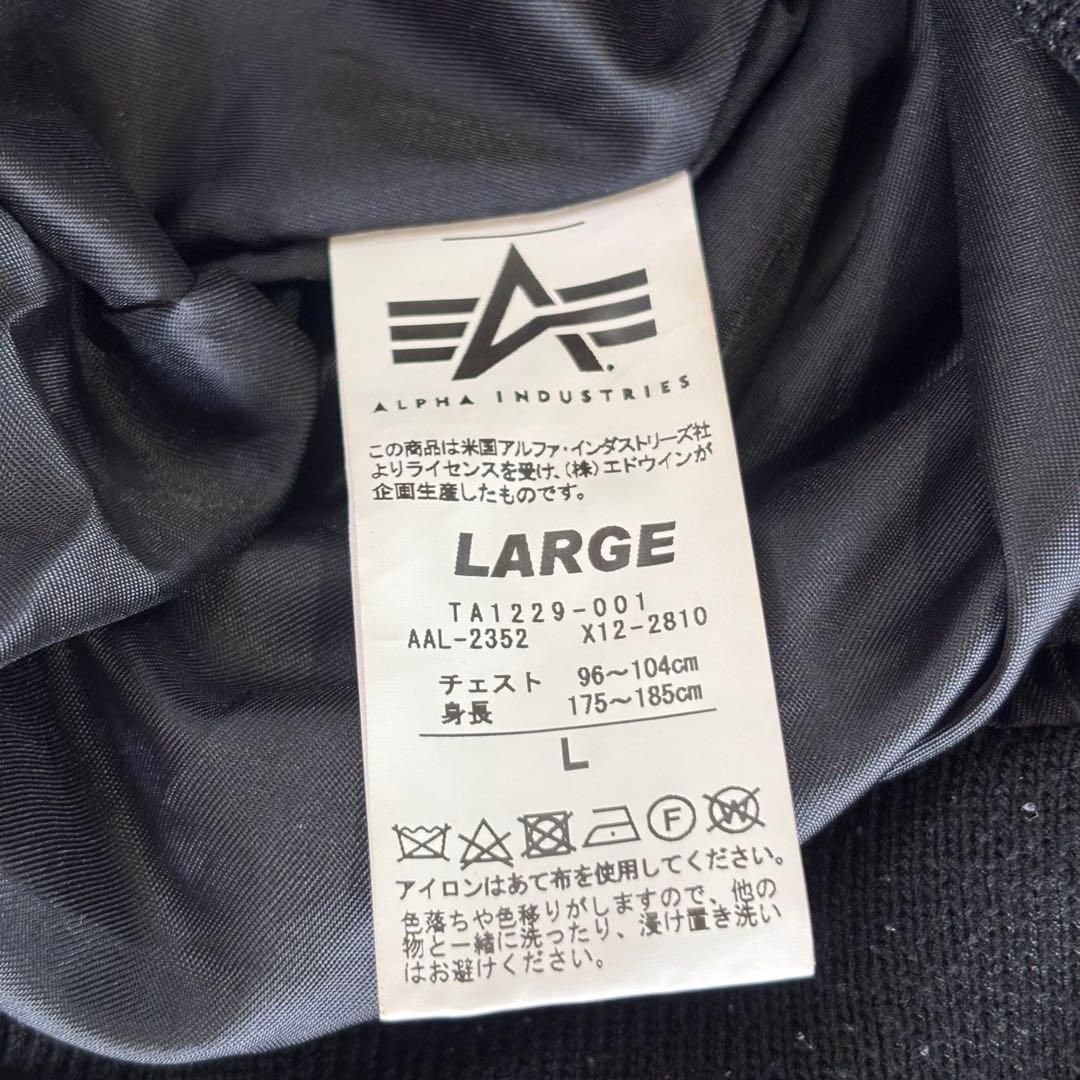 ALPHA INDUSTRIES
この商品は米国アルファ・インダストリーズ社
よりライセンスを受け、(株)エドウインが
企画生産したものです。
LARGE
TA1229-001
AAL-2352 X12-2810
チェスト 96～104cm
身長 175～185cm
L
F W
アイロンはあて布を使用してください。
色落ちや色移りがしますので、他の
物と一緒に洗ったり、浸け置き洗い
はお避けください。